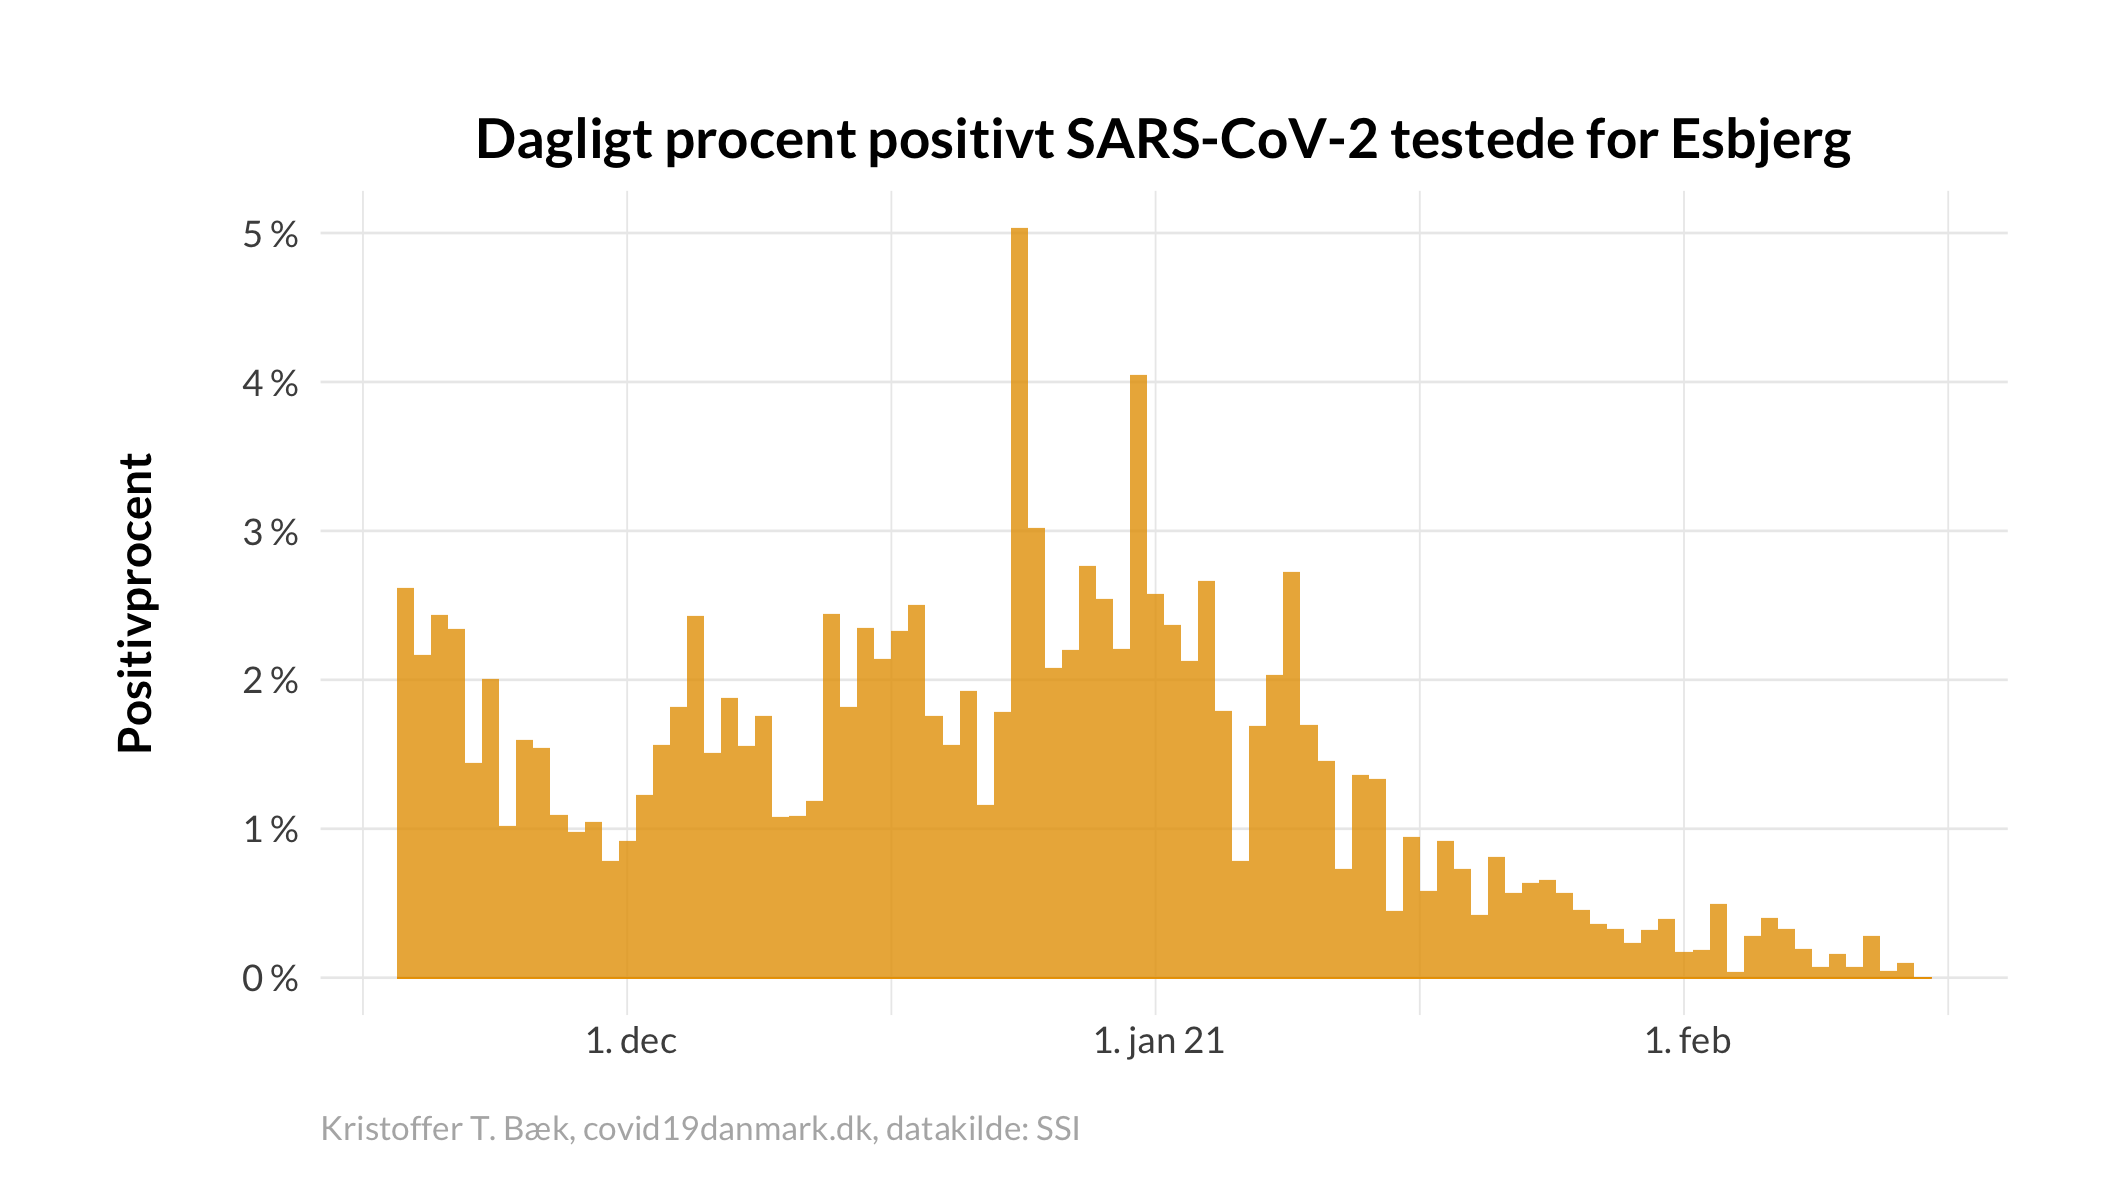 Dagligt procent positivt SARS-CoV-2 testede for Esbjerg
Positivprocent
5 %
4 %
3 %
2 %
1 %
0 %
1. dec
1. jan 21
1. feb
Kristoffer T. Bæk, covid19danmark.dk, datakilde: SSI